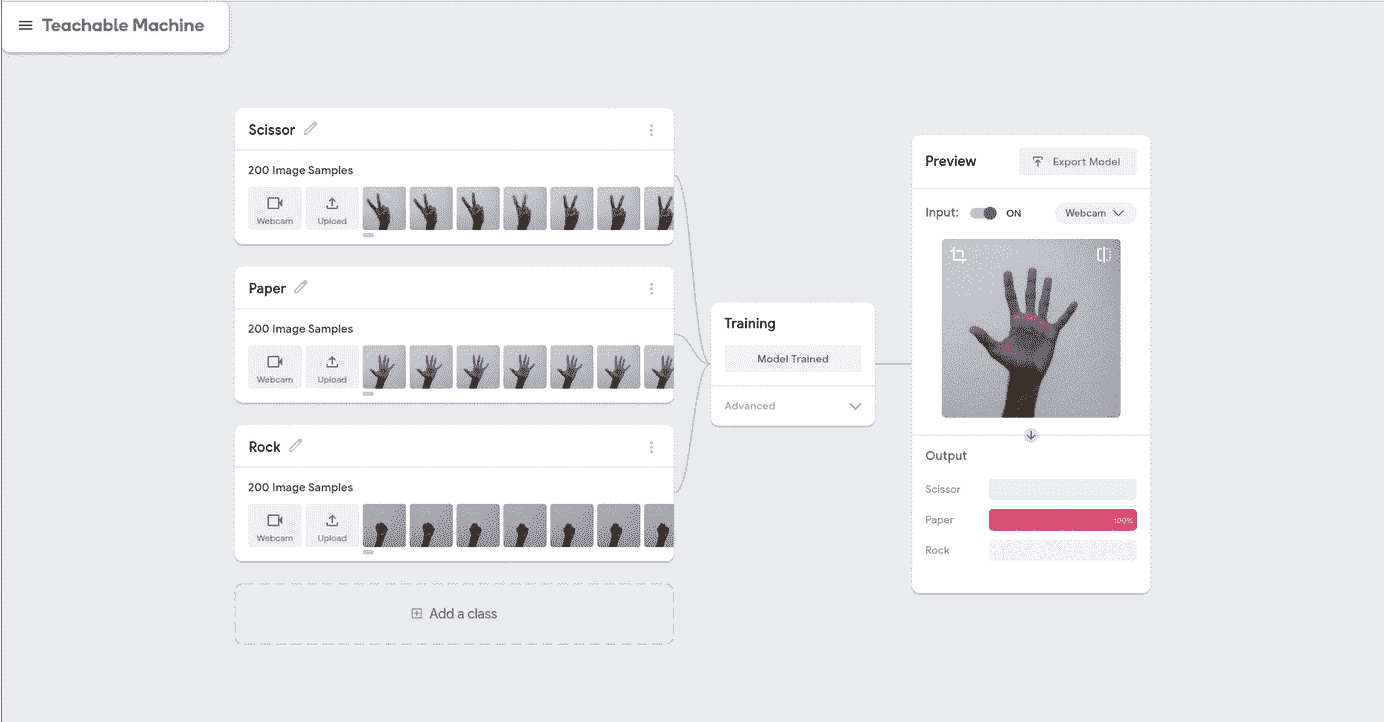 Teachable Machine
Scissor
200 Image Samples
Webcam
Upload
Paper
200 Image Samples
Webcam
Upload
Rock
200 Image Samples
Webcam
Upload
Add a class
Training
Model Trained
Advanced
Preview
Export Model
Input:
ON
Webcam
Output
Scissor
Paper
100%
Rock